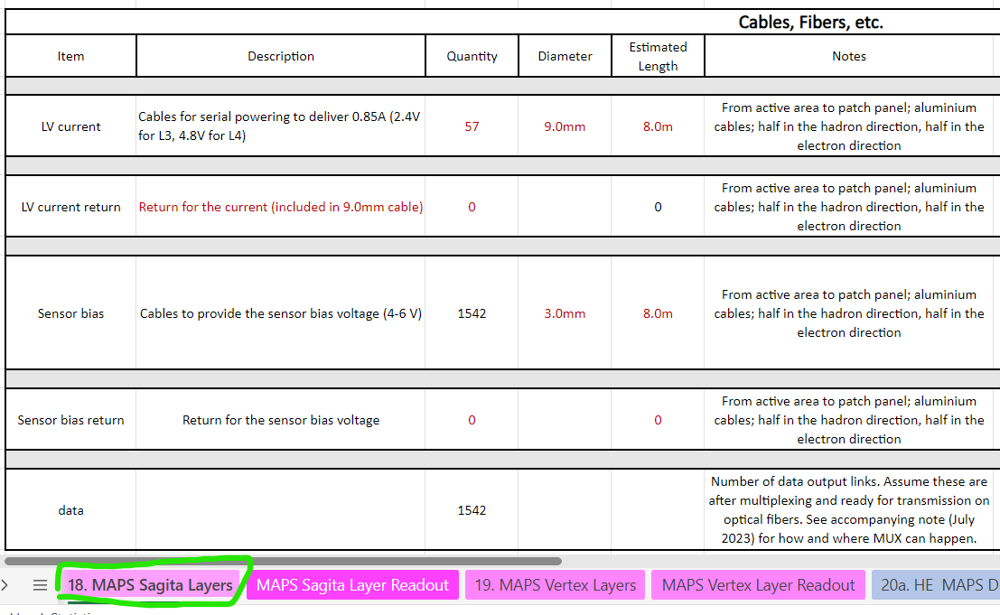 Cables, Fibers, etc.
Item Description Quantity Diameter Estimated Length Notes
LV current
Cables for serial powering to deliver 0.85A (2.4V
for L3, 4.8V for L4)
57 9.0mm 8.0m
From active area to patch panel; aluminium
cables; half in the hadron direction, half in the
electron direction
LV current return Return for the current (included in 9.0mm cable) 0 0
From active area to patch panel; aluminium
cables; half in the hadron direction, half in the
electron direction
Sensor bias Cables to provide the sensor bias voltage (4-6 V) 1542 3.0mm 8.0m
From active area to patch panel; aluminium
cables; half in the hadron direction, half in the
electron direction
Sensor bias return Return for the sensor bias voltage 0 0
From active area to patch panel; aluminium
cables; half in the hadron direction, half in the
electron direction
data 1542
Number of data output links. Assume these are
after multiplexing and ready for transmission on
optical fibers. See accompanying note (July
2023) for how and where MUX can happen.
18. MAPS Sagita Layers MAPS Sagita Layer Readout 19. MAPS Vertex Layers MAPS Vertex Layer Readout 20a. HE MAPS D